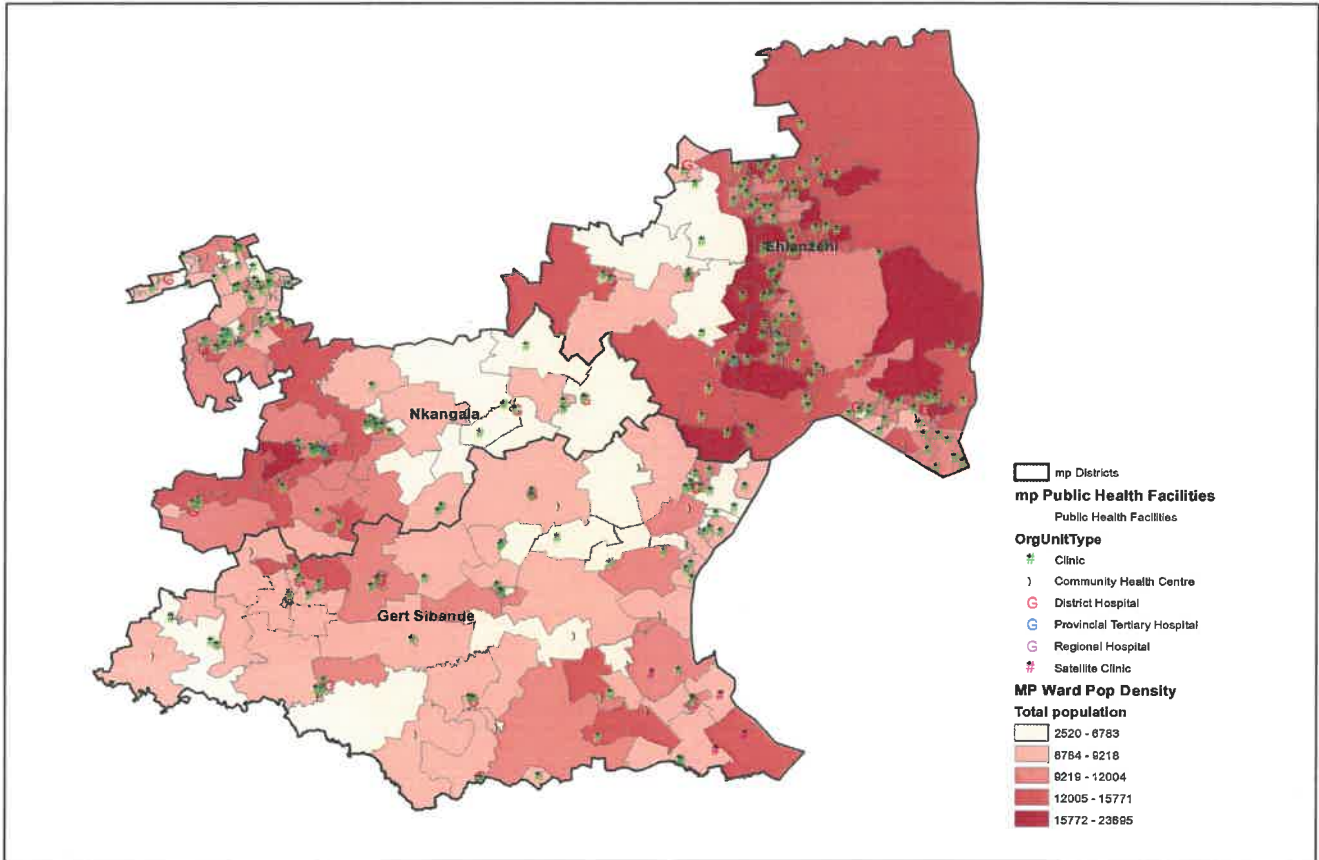 Ehlanzeni
Nkangala
Gert Sibande
mp Districts
mp Public Health Facilities
Public Health Facilities
OrgUnitType
Clinic
Community Health Centre
District Hospital
Provincial Tertiary Hospital
Regional Hospital
Satellite Clinic
MP Ward Pop Density
Total population
2520 - 6783
6784 - 9218
9219 - 12004
12005 - 15771
15772 - 23695